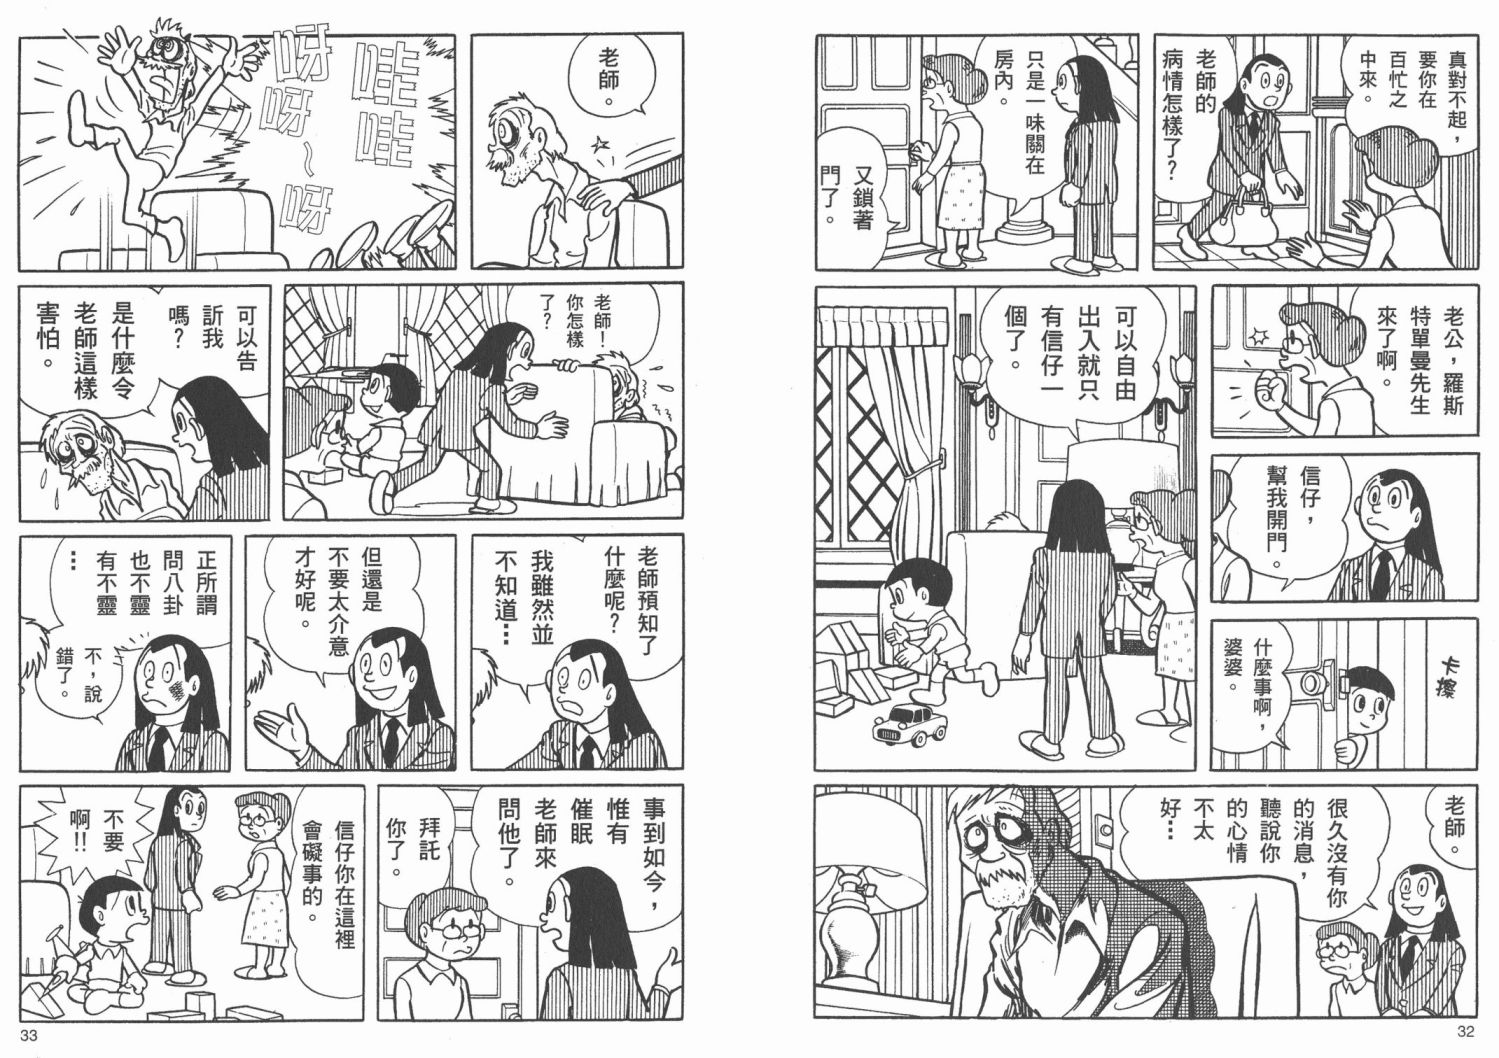 真對不起，
要你在
百忙之
中來。
老師的
病情怎樣了？
只是一味關在
房內。
又鎖著
門了。
老公，羅斯
特單曼先生
來了啊。
信仔，
幫我開門。
卡擦
什麼事啊，
婆婆。
可以自由
出入就只
有信仔一
個了。
老師。
很久沒有你
的消息，
聽說你
的心情
不太
好…
32
老師。
哇哇
呀呀～呀
老師！
你怎樣
了？
可以告
訴我
嗎？
是什麼令
老師這樣
害怕。
老師預知了
什麼呢？
我雖然並
不知道…
但還是
不要太介意
才好呢。
正所謂
問八卦
也不靈
有不靈
…
不，說
錯了。
事到如今，
惟有
催眠
老師來
問他了。
拜託
你了。
信仔你在這裡
會礙事的。
不要
啊!!
33